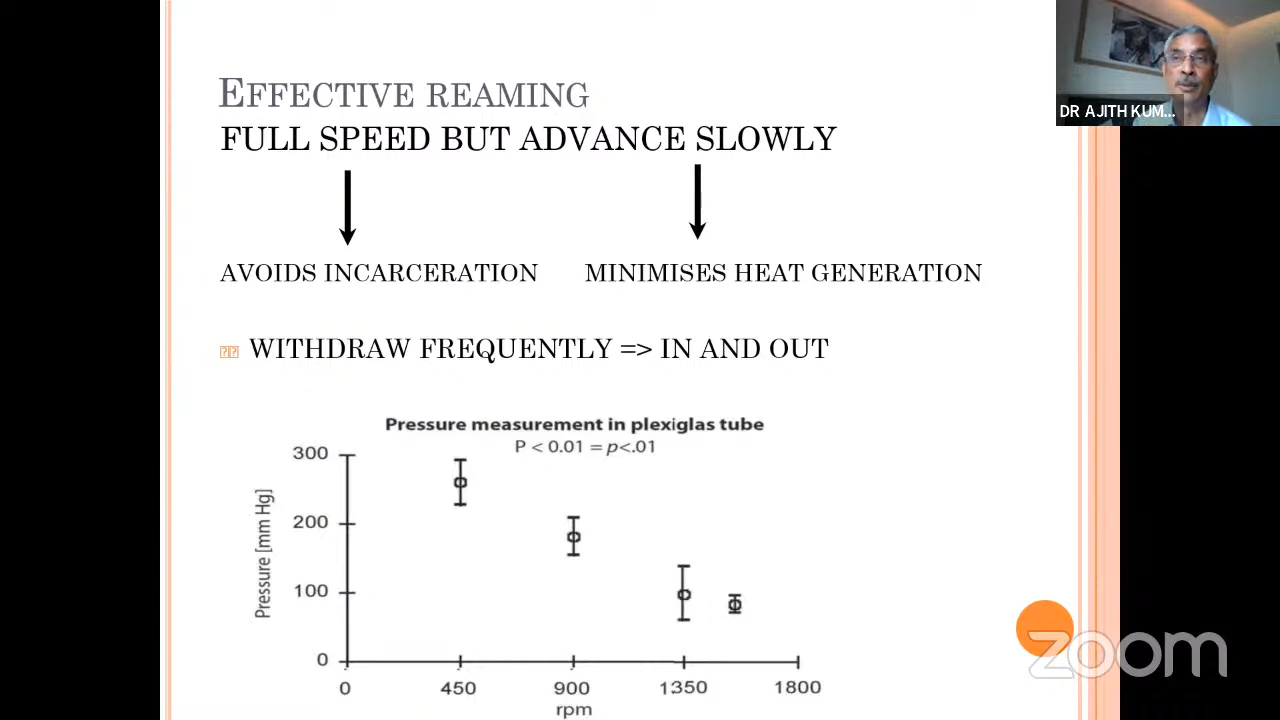 EFFECTIVE REAMING
FULL SPEED BUT ADVANCE SLOWLY
AVOIDS INCARCERATION
MINIMISES HEAT GENERATION
WITHDRAW FREQUENTLY => IN AND OUT
Pressure measurement in plexiglas tube
P < 0.01 = p<.01
Pressure [mm Hg]
300
200
100
0
0 450 900 1350 1800
rpm
DR AJITH KUM...
zoom